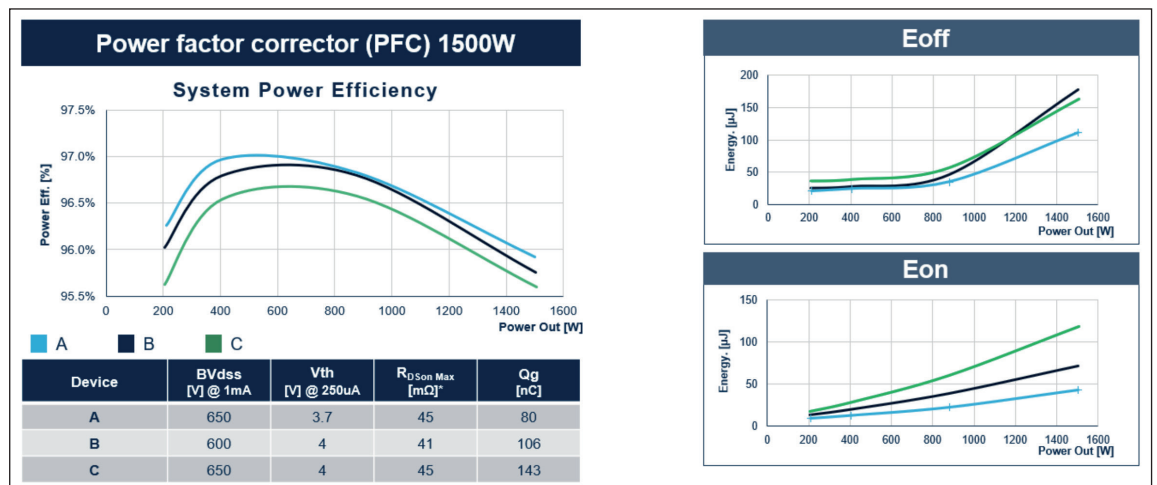 Power factor corrector (PFC) 1500W
System Power Efficiency
97.5%
97.0%
96.5%
96.0%
95.5%
Power Eff. [%]
0 200 400 600 800 1000 1200 1400 1600
Power Out [W]
A B C
Device BVdss [V] @ 1mA Vth [V] @ 250uA RDSon Max [mΩ]* Qg [nC]
A 650 3.7 45 80
B 600 4 41 106
C 650 4 45 143
Eoff
200
150
100
50
0
Energy. [µJ]
0 200 400 600 800 1000 1200 1400 1600
Power Out [W]
Eon
150
100
50
0
Energy. [µJ]
0 200 400 600 800 1000 1200 1400 1600
Power Out [W]